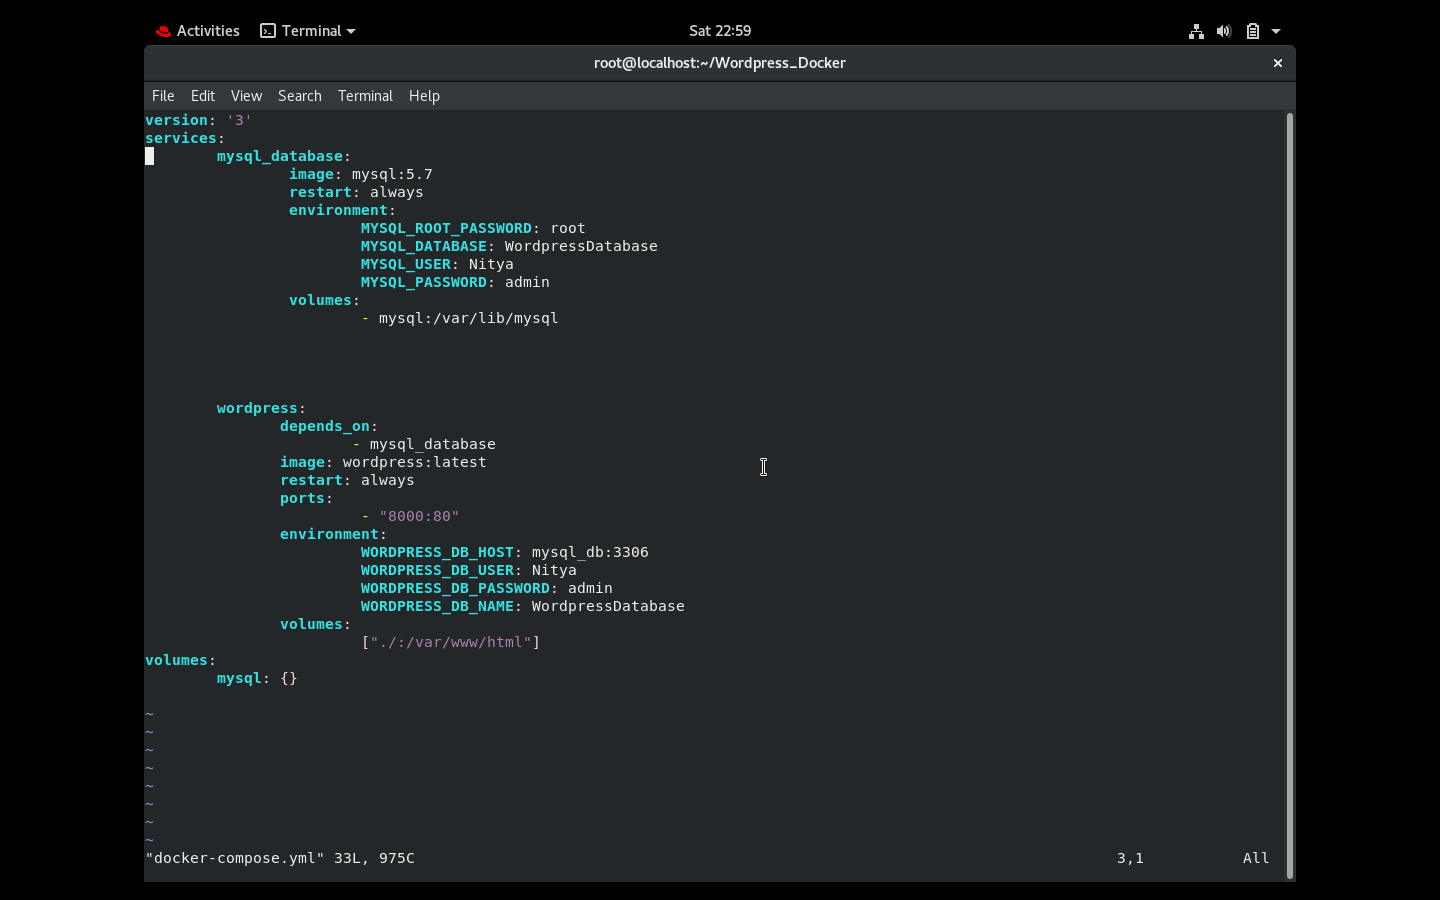 Activities Terminal Sat 22:59
root@localhost:~/Wordpress_Docker ×
File Edit View Search Terminal Help
version: '3'
services:
mysql_database:
image: mysql:5.7
restart: always
environment:
MYSQL_ROOT_PASSWORD: root
MYSQL_DATABASE: WordpressDatabase
MYSQL_USER: Nitya
MYSQL_PASSWORD: admin
volumes:
- mysql:/var/lib/mysql
wordpress:
depends_on:
- mysql_database
image: wordpress:latest
restart: always
ports:
- "8000:80"
environment:
WORDPRESS_DB_HOST: mysql_db:3306
WORDPRESS_DB_USER: Nitya
WORDPRESS_DB_PASSWORD: admin
WORDPRESS_DB_NAME: WordpressDatabase
volumes:
["./:/var/www/html"]
volumes:
mysql: {}
~
~
~
~
~
~
~
~
"docker-compose.yml" 33L, 975C 3,1 All